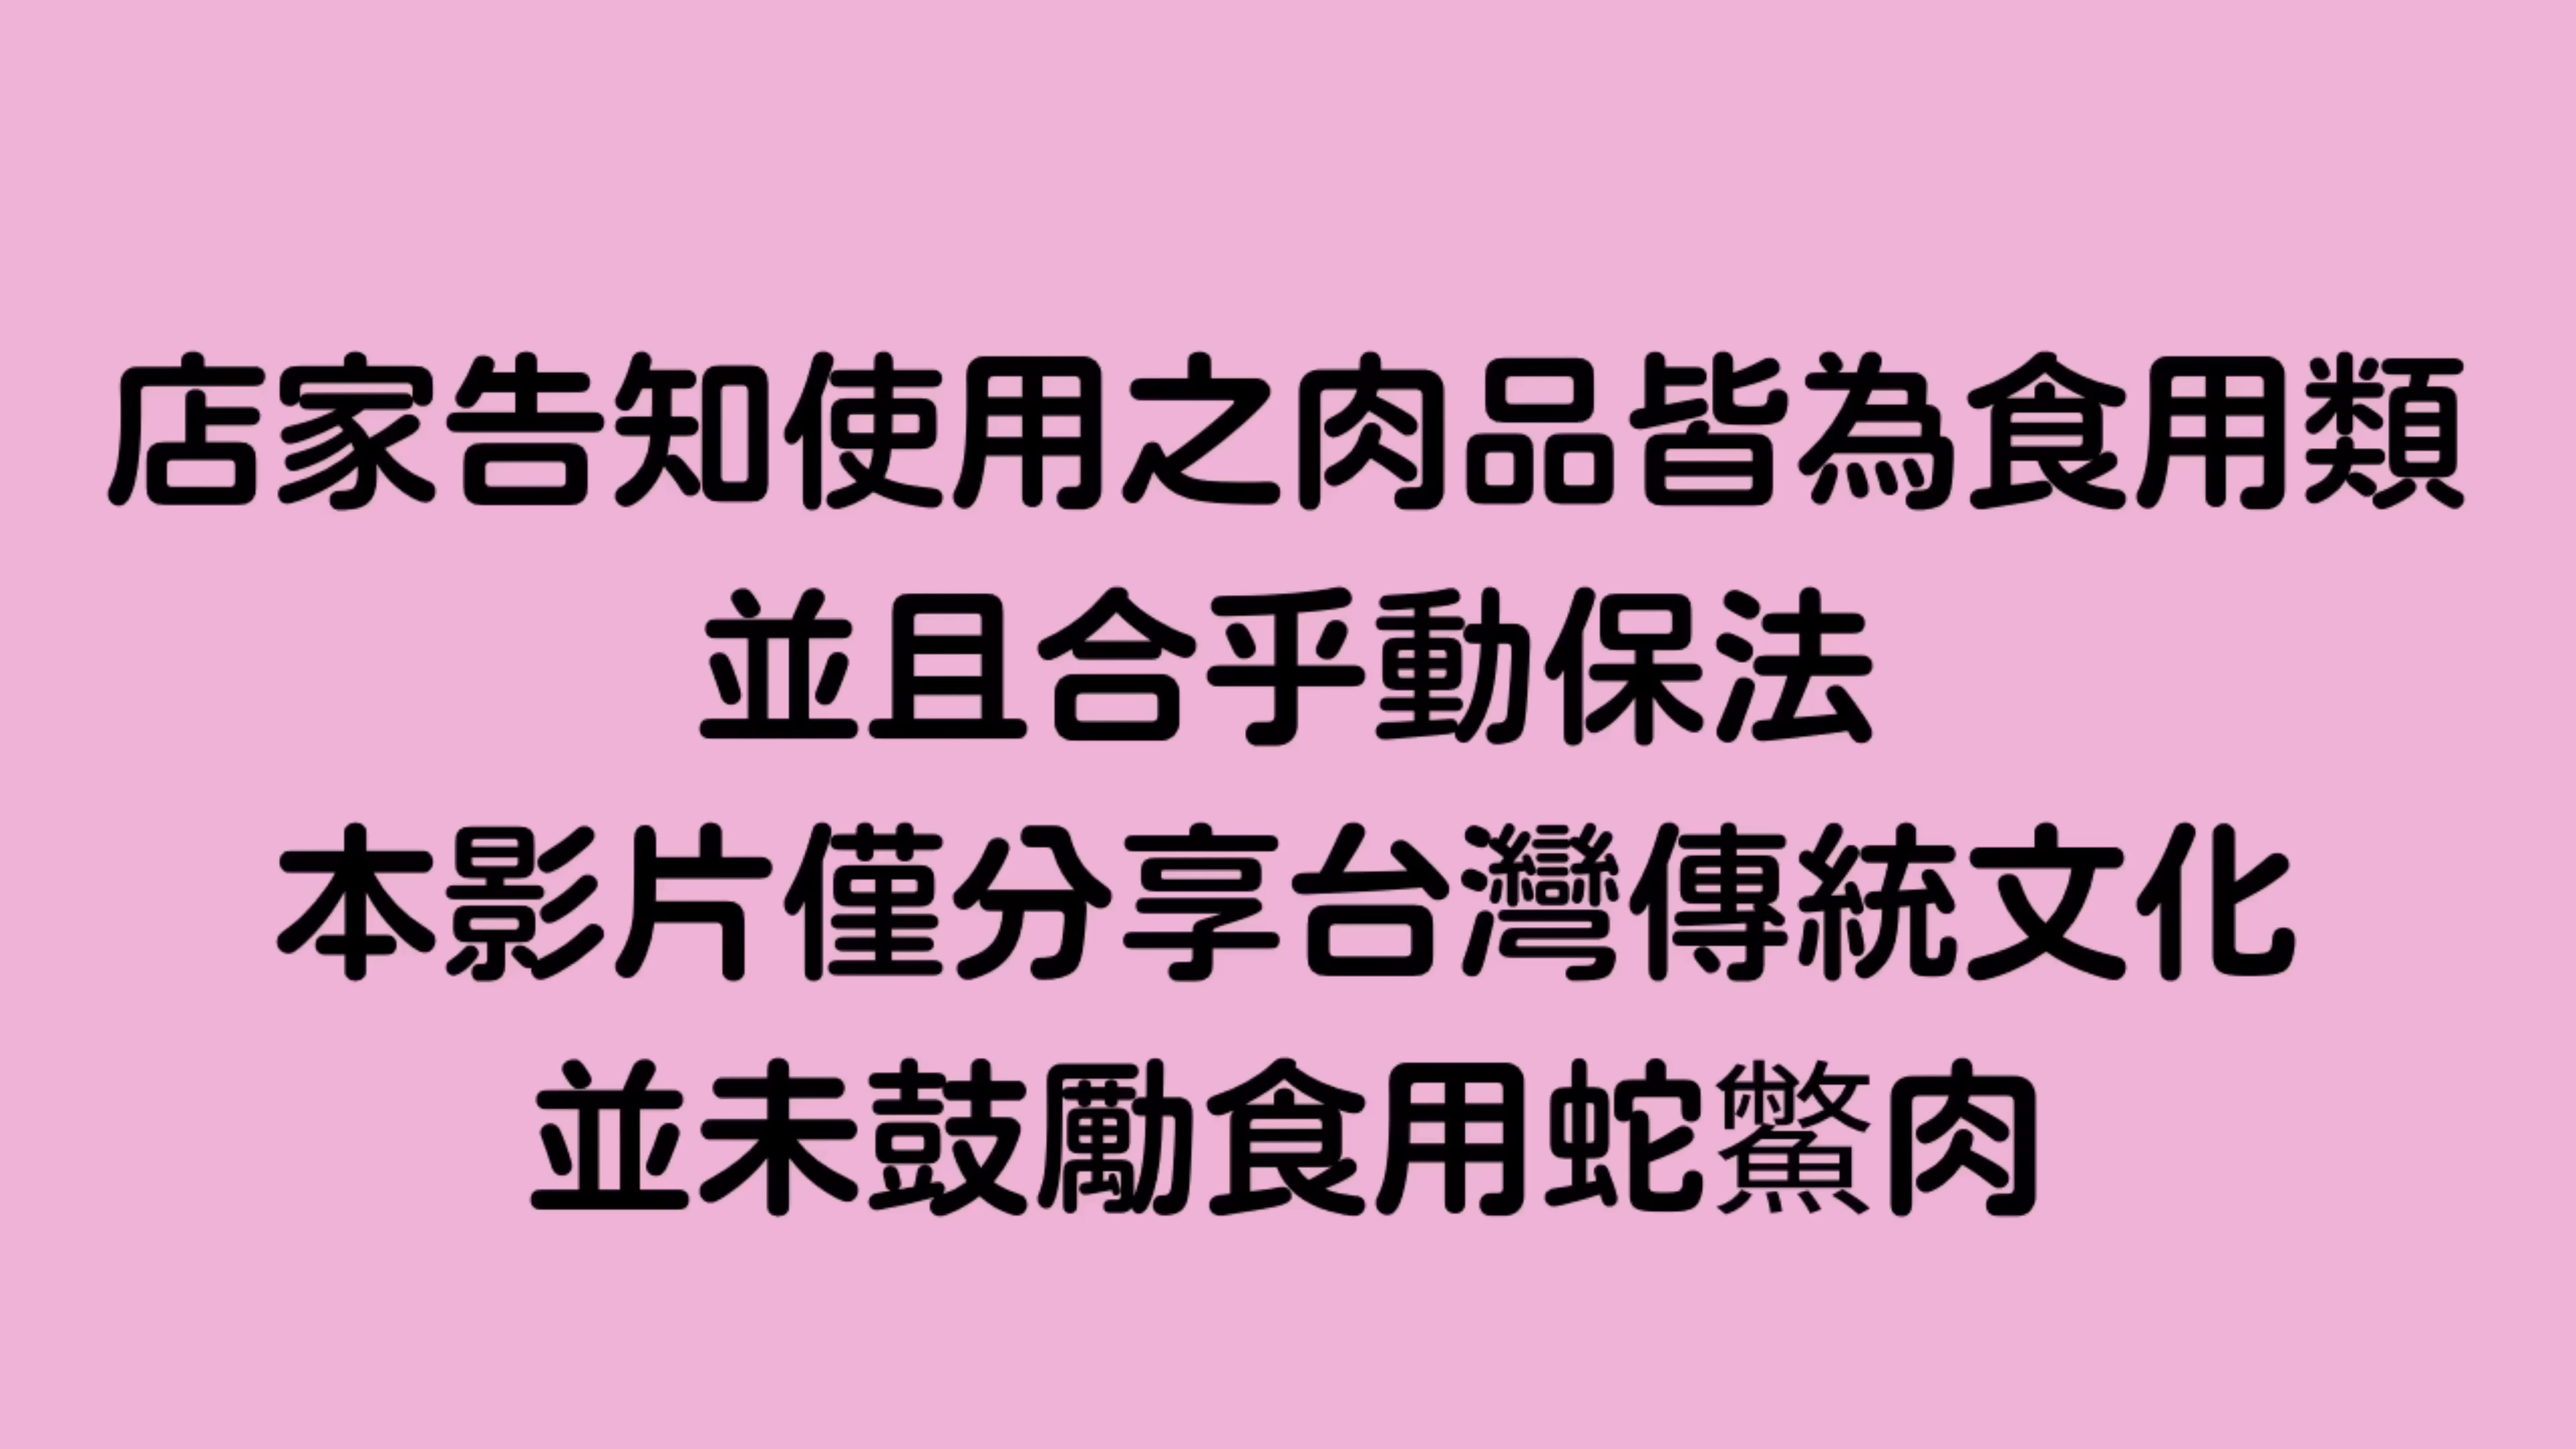 店家告知使用之肉品皆為食用類
並且合乎動保法
本影片僅分享台灣傳統文化
並未鼓勵食用蛇鱉肉